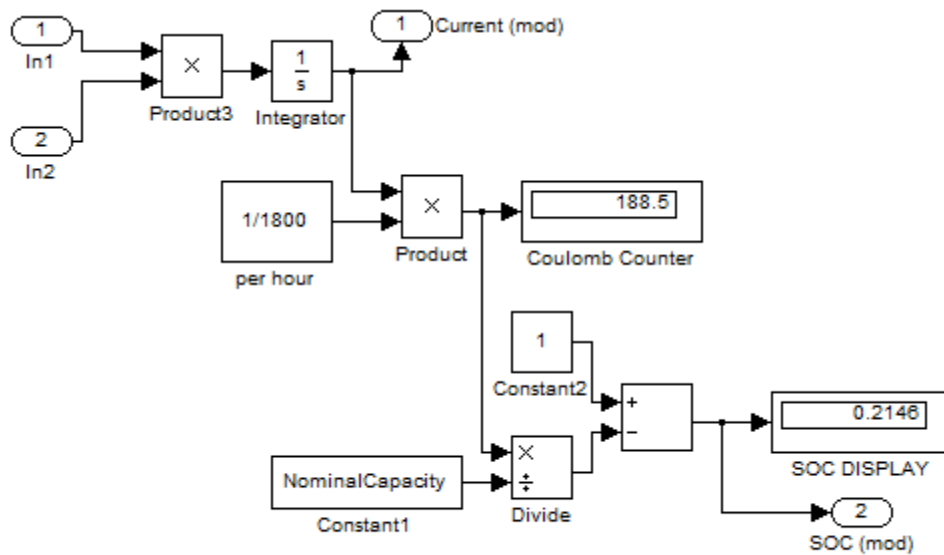 1
In1
2
In2
×
Product3
1
s
Integrator
1
Current (mod)
1/1800
per hour
×
Product
188.5
Coulomb Counter
1
Constant2
+
−
0.2146
SOC DISPLAY
NominalCapacity
Constant1
×
÷
Divide
2
SOC (mod)